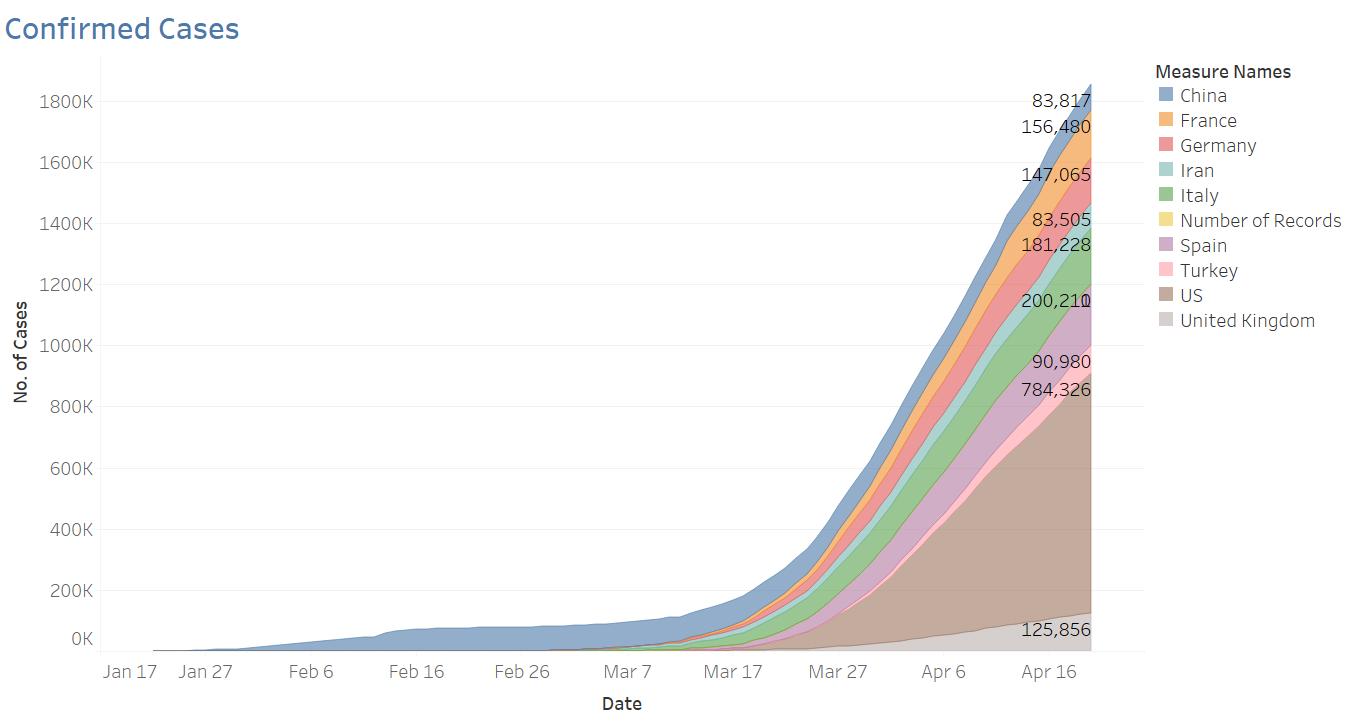 Confirmed Cases
Measure Names
China
France
Germany
Iran
Italy
Number of Records
Spain
Turkey
US
United Kingdom
No. of Cases
1800K
1600K
1400K
1200K
1000K
800K
600K
400K
200K
0K
83,817
156,480
147,065
83,505
181,228
200,210
90,980
784,326
125,856
Jan 17 Jan 27 Feb 6 Feb 16 Feb 26 Mar 7 Mar 17 Mar 27 Apr 6 Apr 16
Date